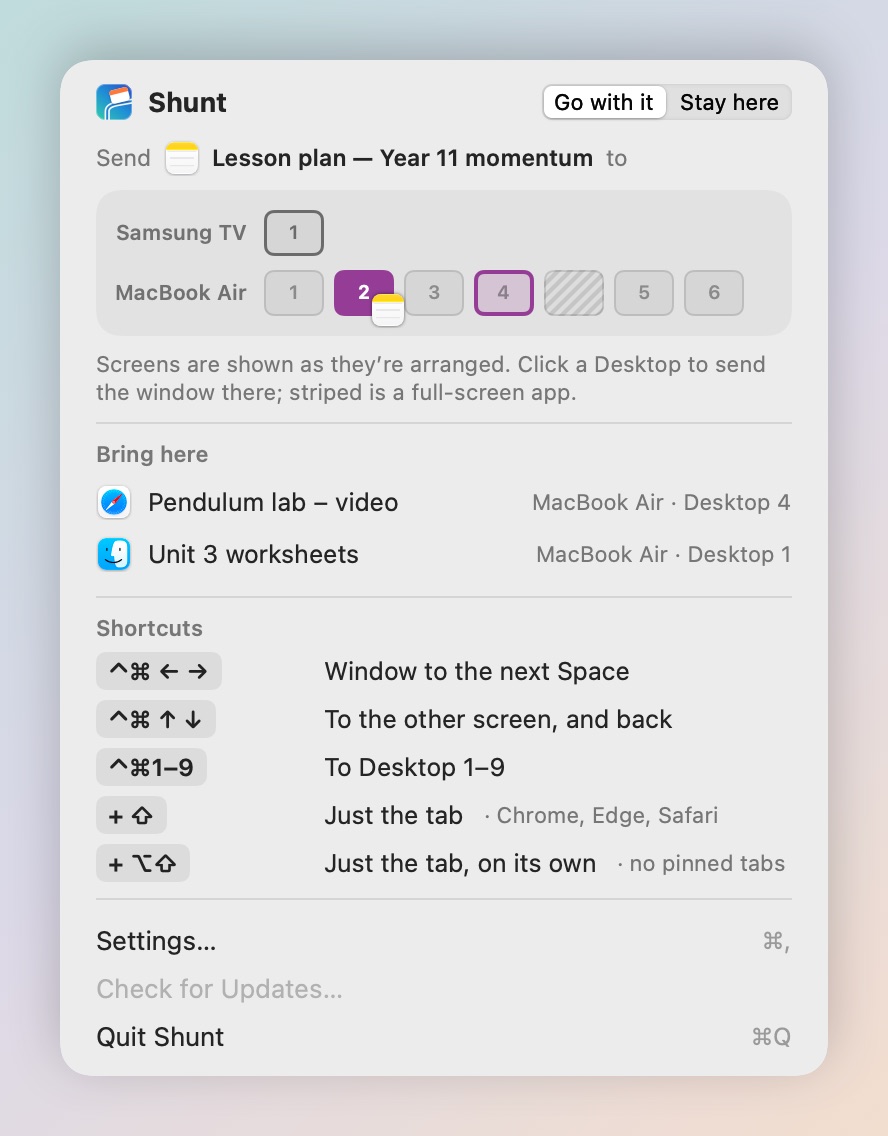 Shunt
Go with it Stay here
Send Lesson plan — Year 11 momentum to
Samsung TV 1
MacBook Air 1 2 3 4 5 6
Screens are shown as they’re arranged. Click a Desktop to send
the window there; striped is a full-screen app.
Bring here
Pendulum lab – video MacBook Air · Desktop 4
Unit 3 worksheets MacBook Air · Desktop 1
Shortcuts
^⌘ ← → Window to the next Space
^⌘ ↑ ↓ To the other screen, and back
^⌘1–9 To Desktop 1–9
+ ⇧ Just the tab · Chrome, Edge, Safari
+ ⌥⇧ Just the tab, on its own · no pinned tabs
Settings... ⌘,
Check for Updates...
Quit Shunt ⌘Q